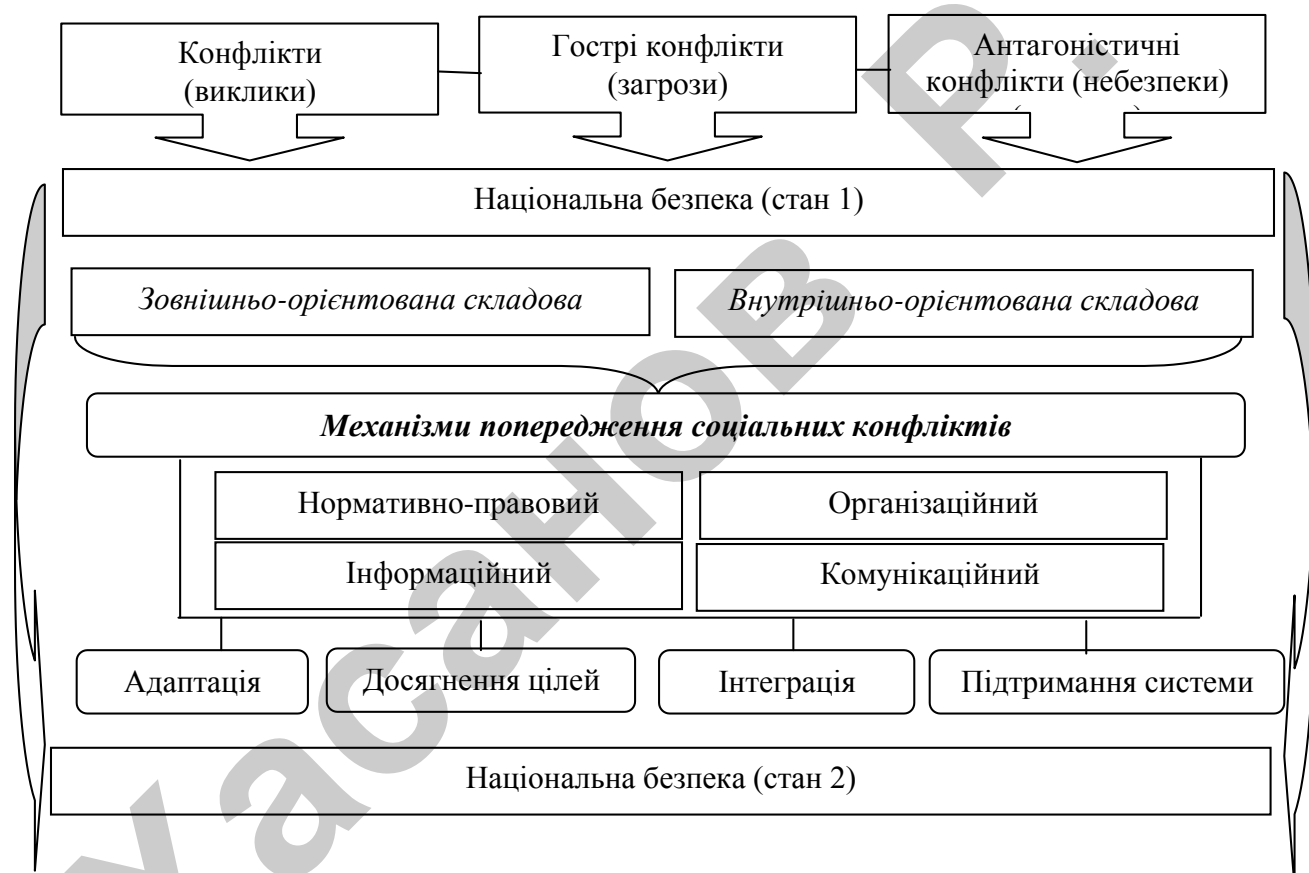 Конфлікти
(виклики)
Гострі конфлікти
(загрози)
Антагоністичні
конфлікти (небезпеки)
Національна безпека (стан 1)
Зовнішньо-орієнтована складова
Внутрішньо-орієнтована складова
Механізми попередження соціальних конфліктів
Нормативно-правовий
Організаційний
Інформаційний
Комунікаційний
Адаптація
Досягнення цілей
Інтеграція
Підтримання системи
Національна безпека (стан 2)
Хасанов Р.